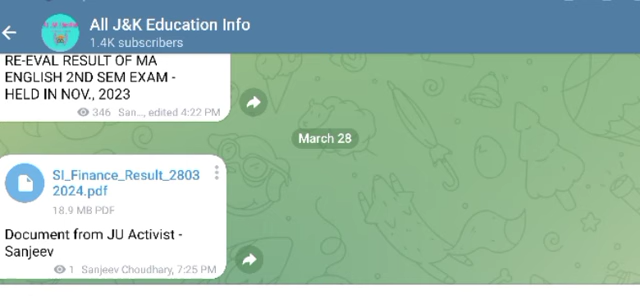 All J&K Education Info
1.4K subscribers
RE-EVAL RESULT OF MA
ENGLISH 2ND SEM EXAM -
HELD IN NOV., 2023
346 San..., edited 4:22 PM
March 28
SI_Finance_Result_2803
2024.pdf
18.9 MB PDF
Document from JU Activist -
Sanjeev
1 Sanjeev Choudhary, 7:25 PM